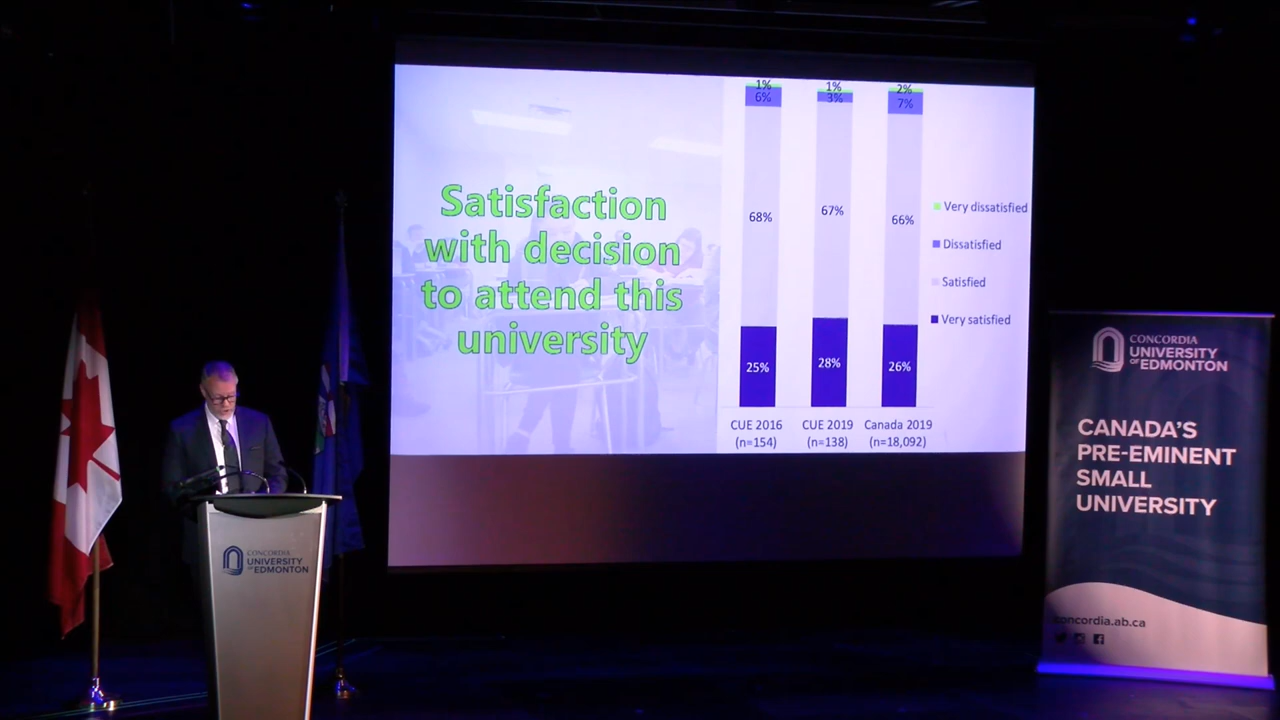 Satisfaction
with decision
to attend this
university
1%
6%
68%
25%
1%
3%
67%
28%
2%
7%
66%
26%
CUE 2016
(n=154)
CUE 2019
(n=138)
Canada 2019
(n=18,092)
Very dissatisfied
Dissatisfied
Satisfied
Very satisfied
CONCORDIA
UNIVERSITY
OF EDMONTON
CONCORDIA
UNIVERSITY
OF EDMONTON
CANADA'S
PRE-EMINENT
SMALL
UNIVERSITY
concordia.ab.ca